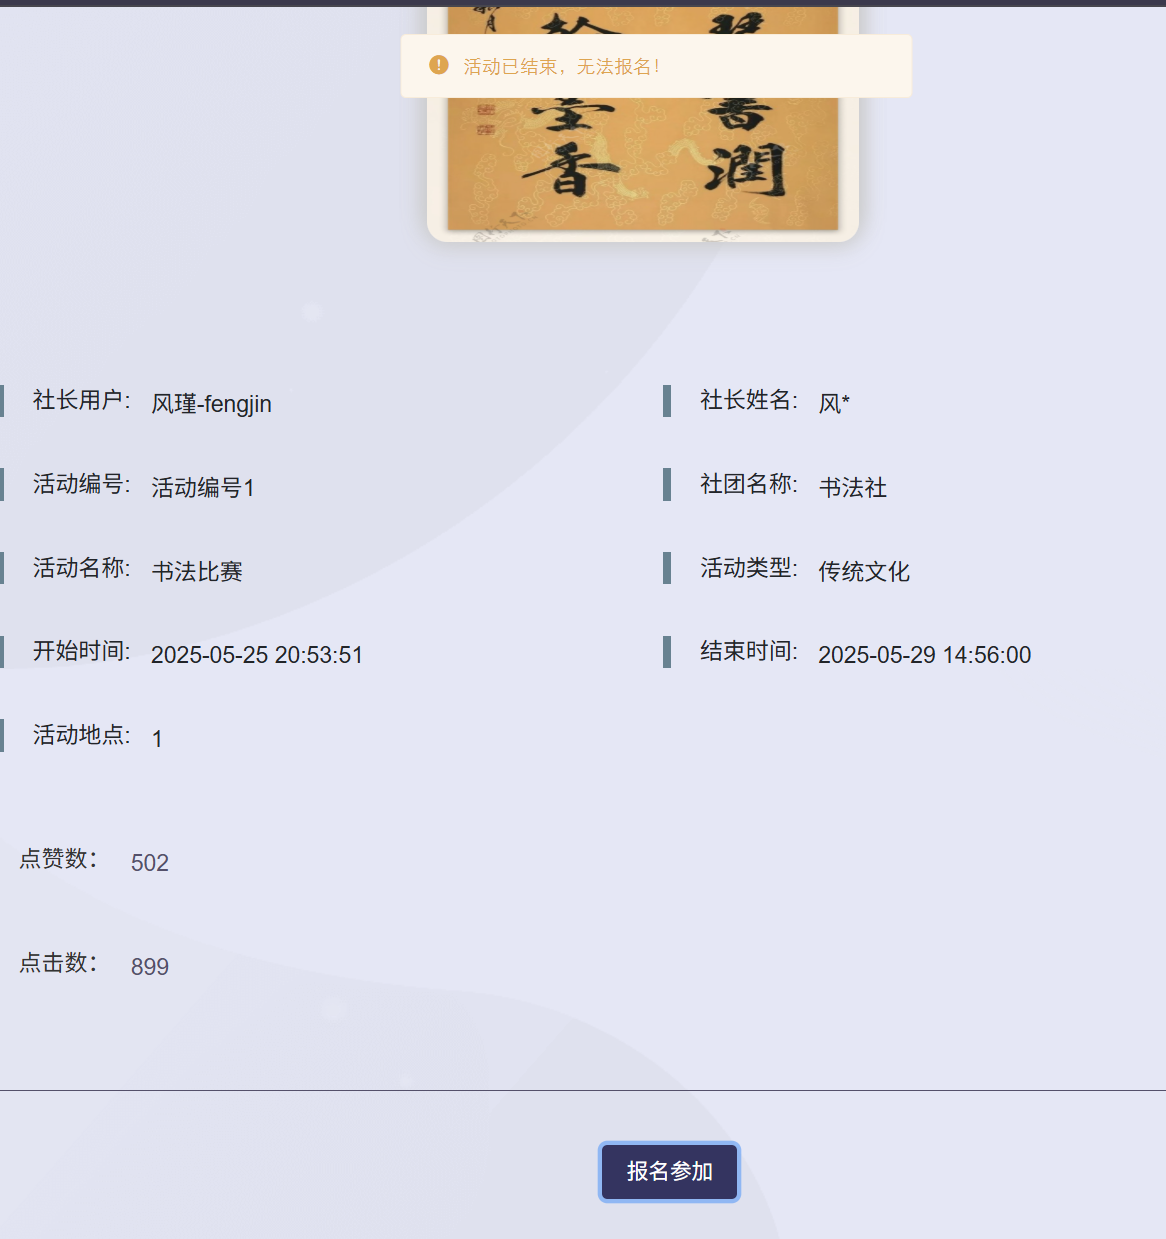 活动已结束，无法报名！
墨
书
香
潤
社长用户:
风瑾-fengjin
社长姓名:
风*
活动编号:
活动编号1
社团名称:
书法社
活动名称:
书法比赛
活动类型:
传统文化
开始时间:
2025-05-25 20:53:51
结束时间:
2025-05-29 14:56:00
活动地点:
1
点赞数：
502
点击数：
899
报名参加